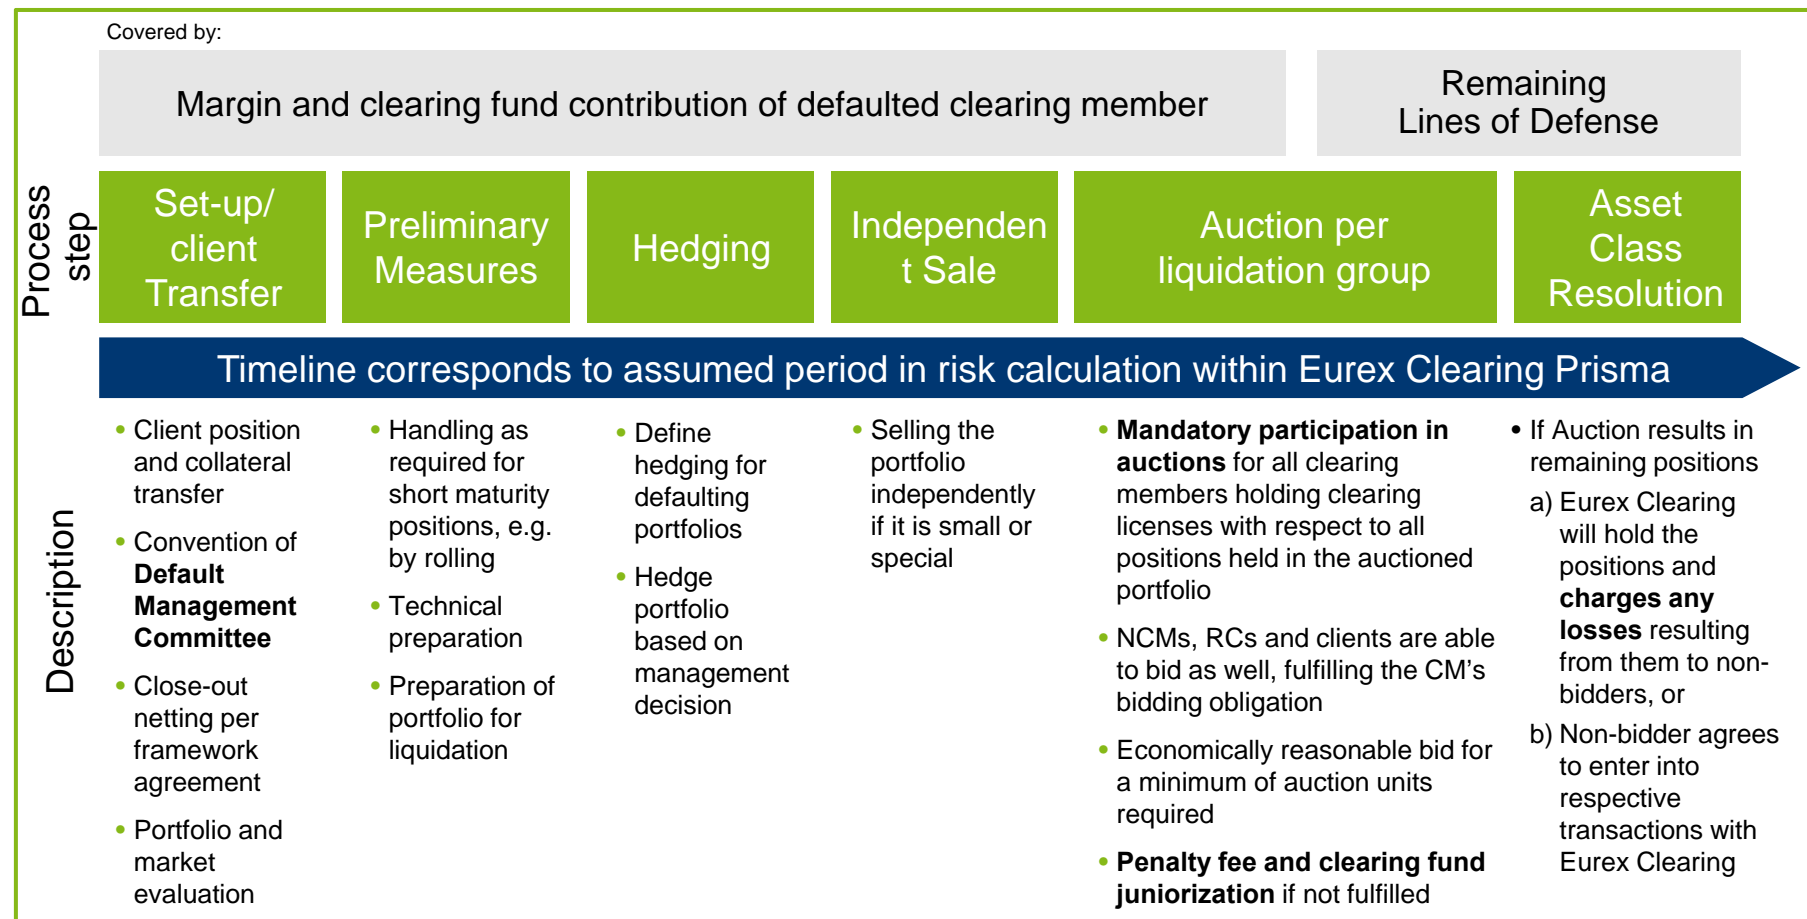 Covered by:
Margin and clearing fund contribution of defaulted clearing member
Remaining
Lines of Defense
Process
step
Set-up/
client
Transfer
Preliminary
Measures
Hedging
Independen
t Sale
Auction per
liquidation group
Asset
Class
Resolution
Timeline corresponds to assumed period in risk calculation within Eurex Clearing Prisma
Description
• Client position
and collateral
transfer
• Convention of
Default
Management
Committee
• Close-out
netting per
framework
agreement
• Portfolio and
market
evaluation
• Handling as
required for
short maturity
positions, e.g.
by rolling
• Technical
preparation
• Preparation of
portfolio for
liquidation
• Define
hedging for
defaulting
portfolios
• Hedge
portfolio
based on
management
decision
• Selling the
portfolio
independently
if it is small or
special
• Mandatory participation in
auctions for all clearing
members holding clearing
licenses with respect to all
positions held in the auctioned
portfolio
• NCMs, RCs and clients are able
to bid as well, fulfilling the CM’s
bidding obligation
• Economically reasonable bid for
a minimum of auction units
required
• Penalty fee and clearing fund
juniorization if not fulfilled
• If Auction results in
remaining positions
a) Eurex Clearing
will hold the
positions and
charges any
losses resulting
from them to non-
bidders, or
b) Non-bidder agrees
to enter into
respective
transactions with
Eurex Clearing